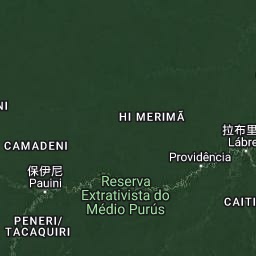 HI MERIMÃ
NI
拉布里
Lábre
CAMADENI
Providência
保伊尼
Pauini
Reserva
Extrativista do
Médio Purús
CAITI
PENERI/
TACAQUIRI